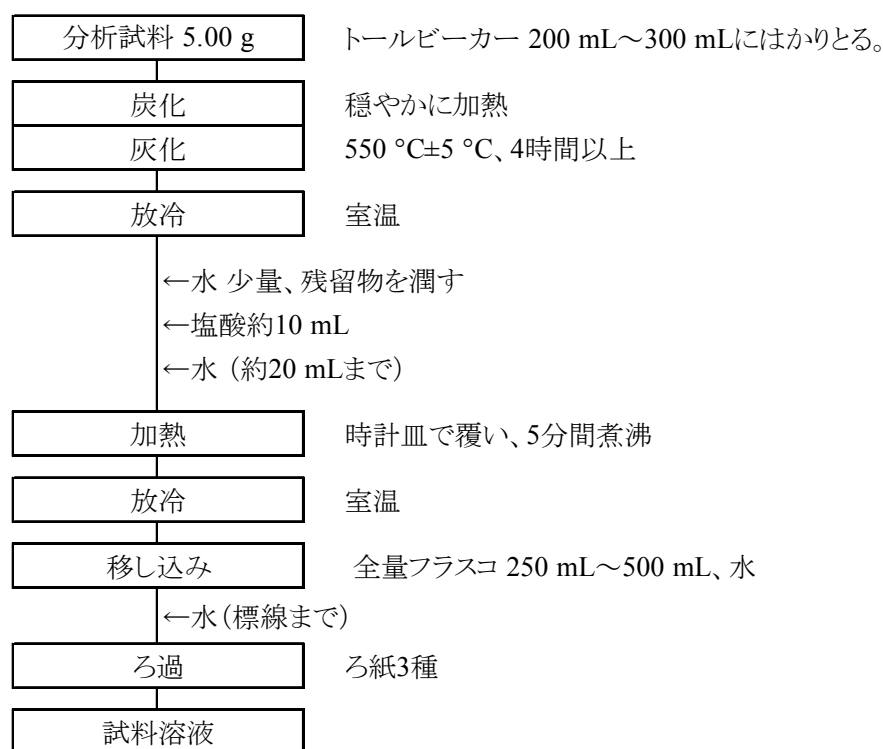 分析試料 5.00 g トールビーカー 200 mL～300 mLにはかりとる。
炭化 穏やかに加熱
灰化 550 °C±5 °C、4時間以上
放冷 室温
←水 少量、残留物を潤す
←塩酸約10 mL
←水 （約20 mLまで）
加熱 時計皿で覆い、5分間煮沸
放冷 室温
移し込み 全量フラスコ 250 mL～500 mL、水
←水（標線まで）
ろ過 ろ紙3種
試料溶液